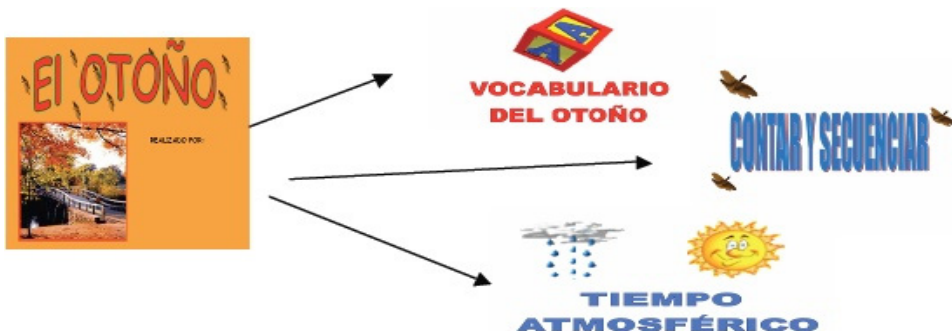 El OTOÑO
REALIZADO POR:
A
A
VOCABULARIO
DEL OTOÑO
CONTAR Y SECUENCIAR
TIEMPO
ATMOSFÉRICO